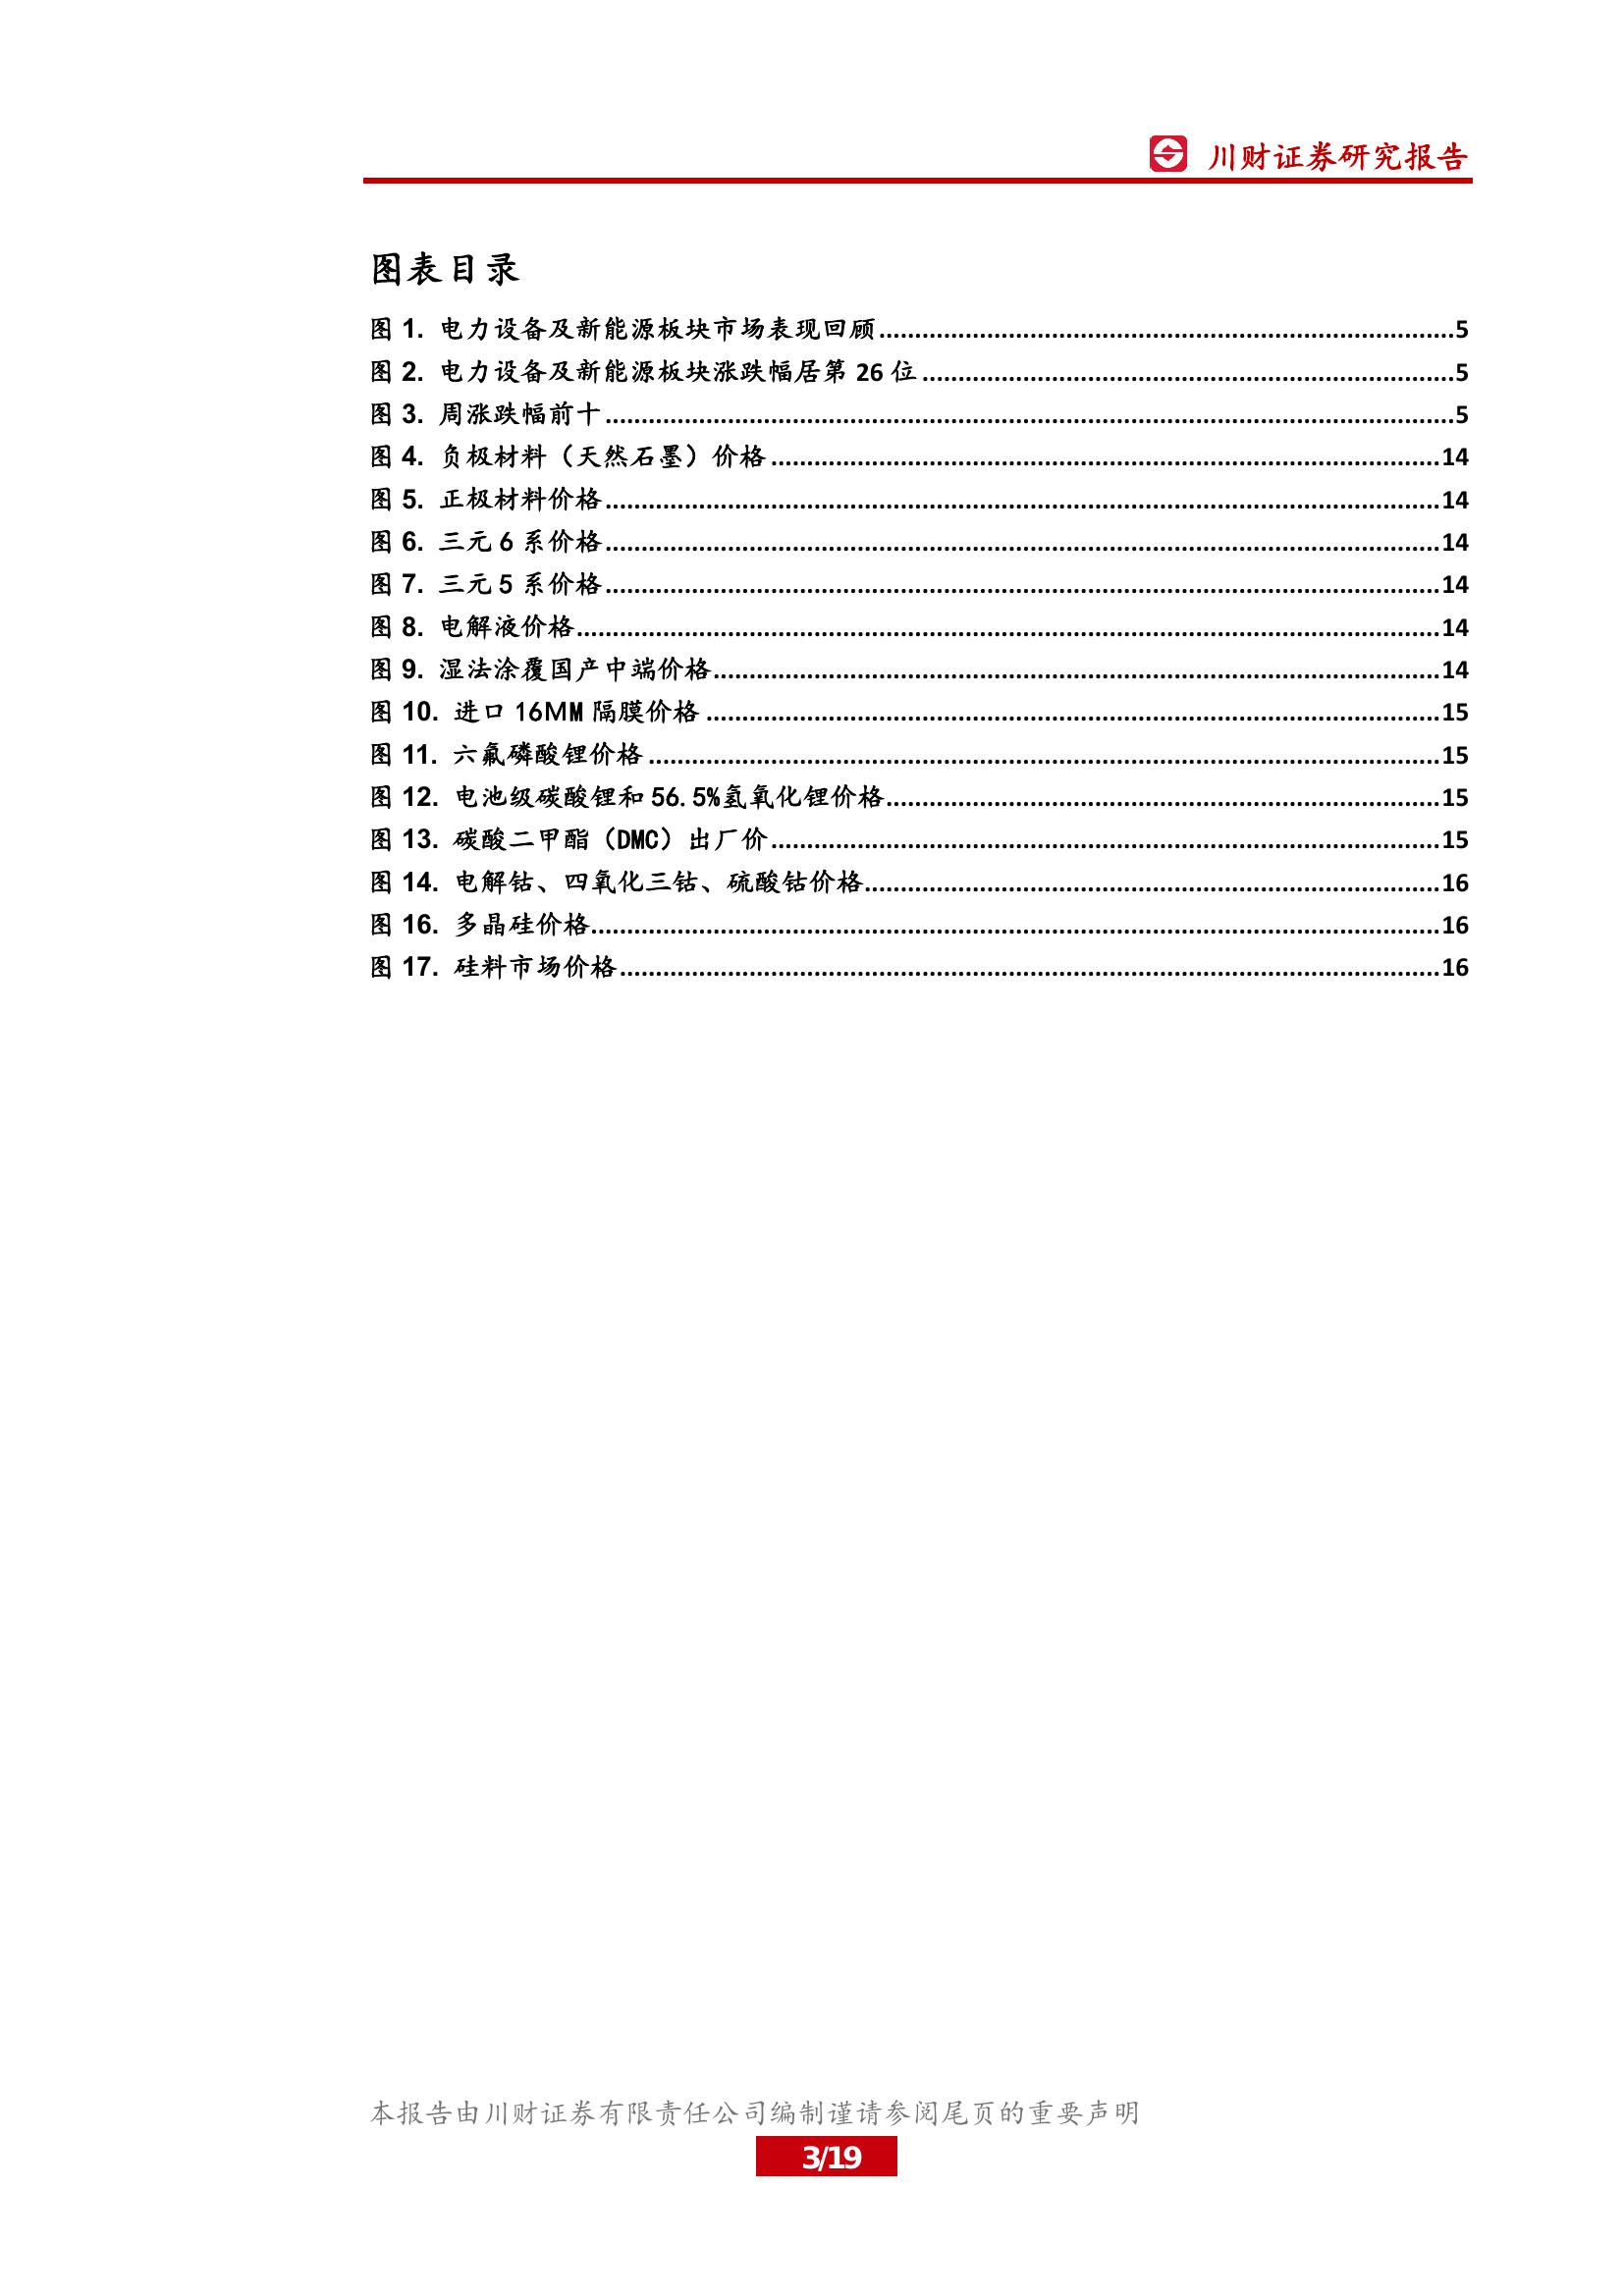 川财证券研究报告
图表目录
图 1. 电力设备及新能源板块市场表现回顾........................................5
图 2. 电力设备及新能源板块涨跌幅居第 26 位........................................5
图 3. 周涨跌幅前十........................................5
图 4. 负极材料（天然石墨）价格........................................14
图 5. 正极材料价格........................................14
图 6. 三元 6 系价格........................................14
图 7. 三元 5 系价格........................................14
图 8. 电解液价格........................................14
图 9. 湿法涂覆国产中端价格........................................14
图 10. 进口 16MM 隔膜价格........................................15
图 11. 六氟磷酸锂价格........................................15
图 12. 电池级碳酸锂和 56.5%氢氧化锂价格........................................15
图 13. 碳酸二甲酯（DMC）出厂价........................................15
图 14. 电解钴、四氧化三钴、硫酸钴价格........................................16
图 16. 多晶硅价格........................................16
图 17. 硅料市场价格........................................16
本报告由川财证券有限责任公司编制谨请参阅尾页的重要声明
3/19